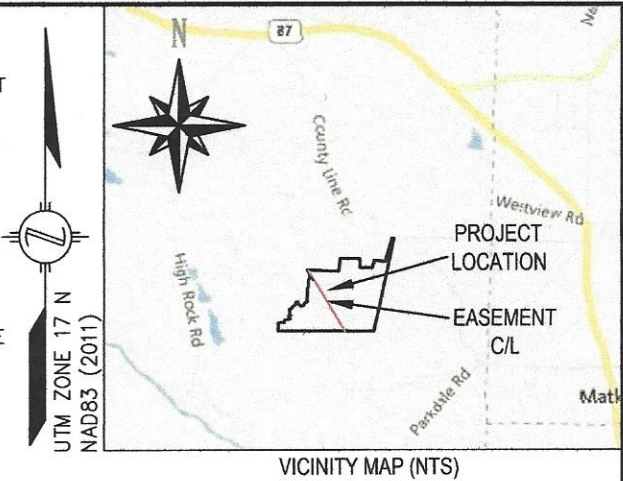 T
E
UTM ZONE 17 N
NAD83 (2011)
N
87
County Line Rd
Westview Rd
High Rock Rd
PROJECT
LOCATION
EASEMENT
C/L
Parkdale Rd
VICINITY MAP (NTS)